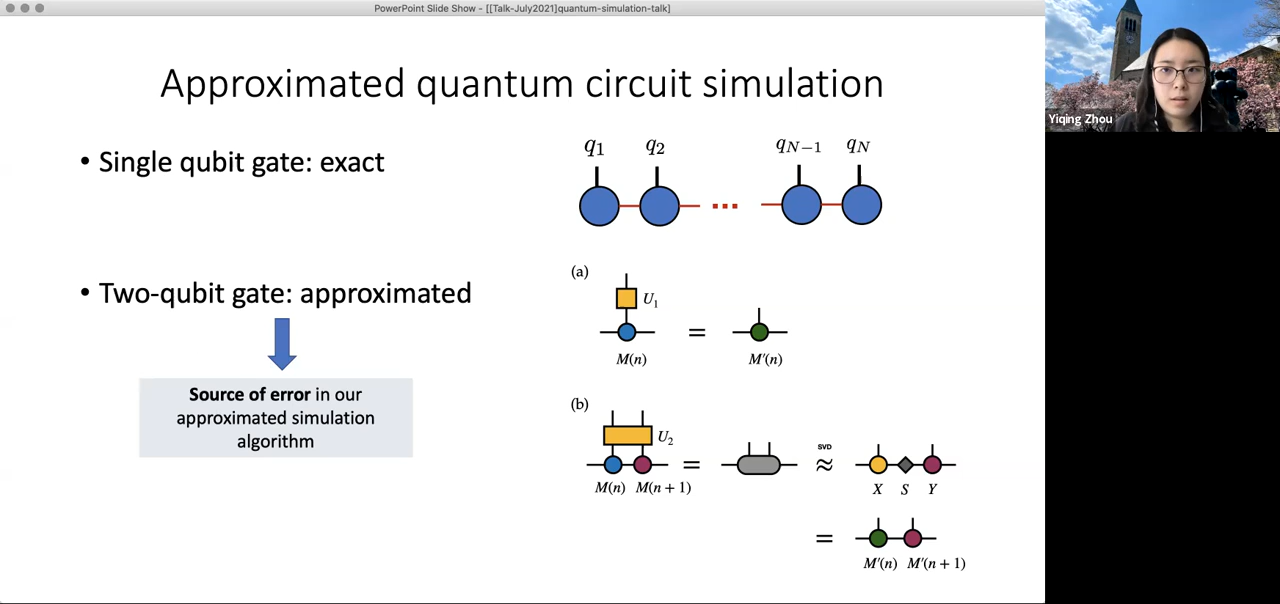 PowerPoint Slide Show - [[Talk-July2021]quantum-simulation-talk]
Approximated quantum circuit simulation
• Single qubit gate: exact
• Two-qubit gate: approximated
Source of error in our
approximated simulation
algorithm
q₁ q₂ q_{N−1} q_N
...
(a)
U₁
=
M(n) M′(n)
(b)
U₂
SVD
= ≈
M(n) M(n + 1) X S Y
=
M′(n) M′(n + 1)
Yiqing Zhou